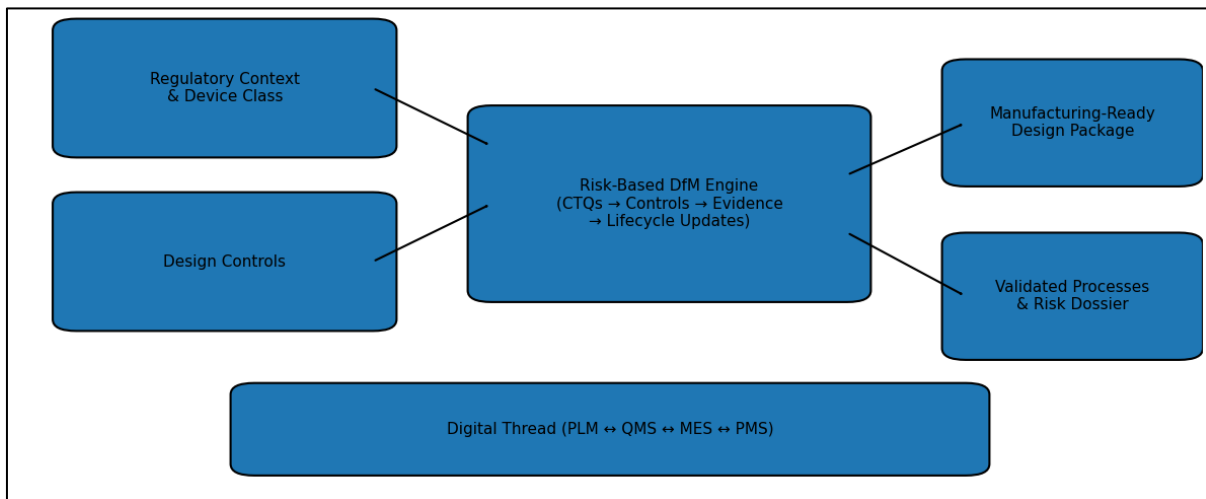 Regulatory Context
& Device Class
Design Controls
Risk-Based DfM Engine
(CTQs → Controls → Evidence
→ Lifecycle Updates)
Manufacturing-Ready
Design Package
Validated Processes
& Risk Dossier
Digital Thread (PLM ↔ QMS ↔ MES ↔ PMS)